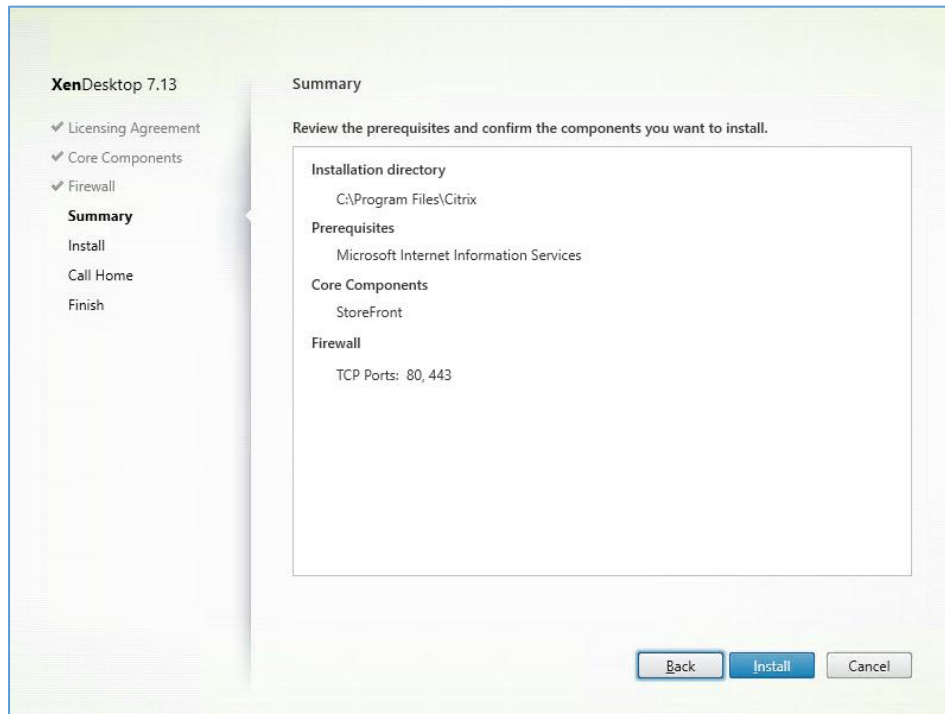 XenDesktop 7.13
✔ Licensing Agreement
✔ Core Components
✔ Firewall
Summary
Install
Call Home
Finish
Summary
Review the prerequisites and confirm the components you want to install.
Installation directory
C:\Program Files\Citrix
Prerequisites
Microsoft Internet Information Services
Core Components
StoreFront
Firewall
TCP Ports: 80, 443
Back Install Cancel